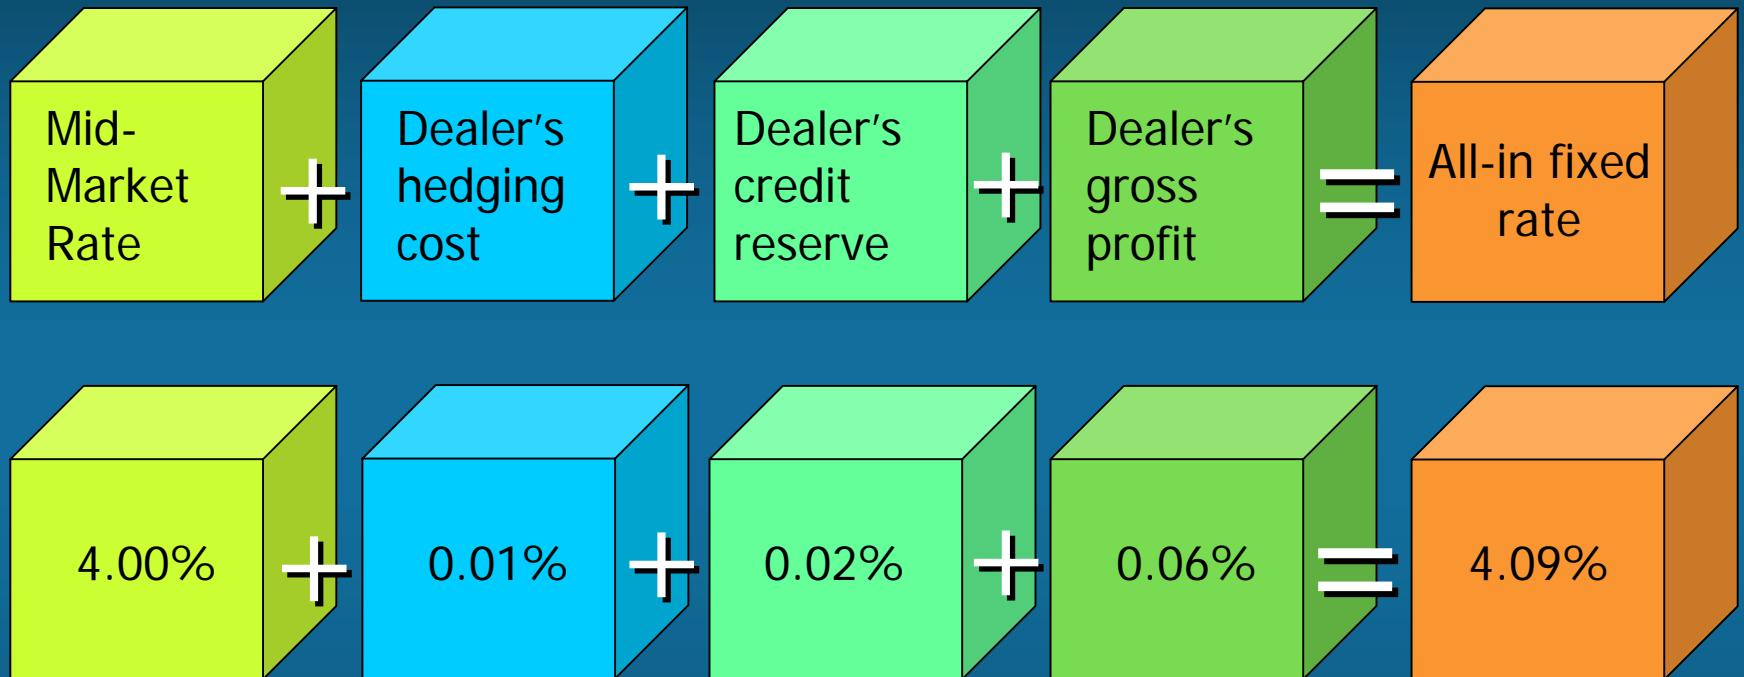 Mid-
Market
Rate
+
Dealer's
hedging
cost
+
Dealer's
credit
reserve
+
Dealer's
gross
profit
=
All-in fixed
rate
4.00% + 0.01% + 0.02% + 0.06% = 4.09%